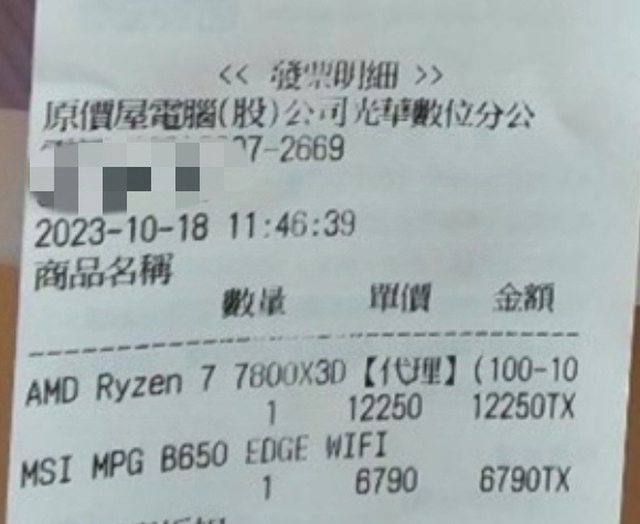 << 發票明細 >>
原價屋電腦(股)公司光華數位分公
7-2669
2023-10-18 11:46:39
商品名稱
數量 單價 金額
AMD Ryzen 7 7800X3D【代理】(100-10
1 12250 12250TX
MSI MPG B650 EDGE WIFI
1 6790 6790TX